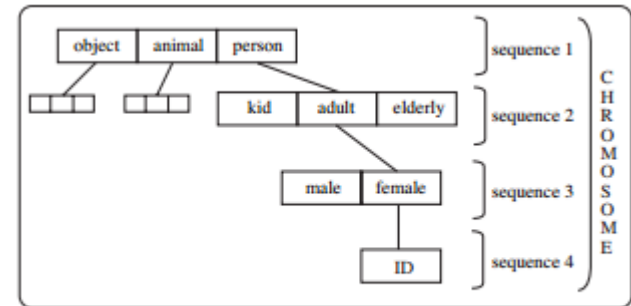 object animal person sequence 1
kid adult elderly sequence 2
male female sequence 3
ID sequence 4
CHROMOSOME